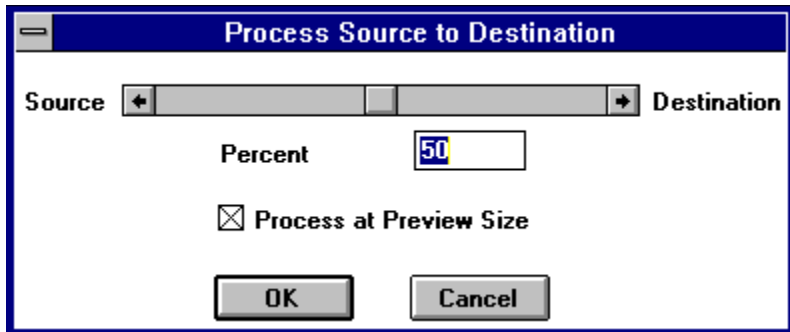 Process Source to Destination
Source Destination
Percent 50
Process at Preview Size
OK Cancel